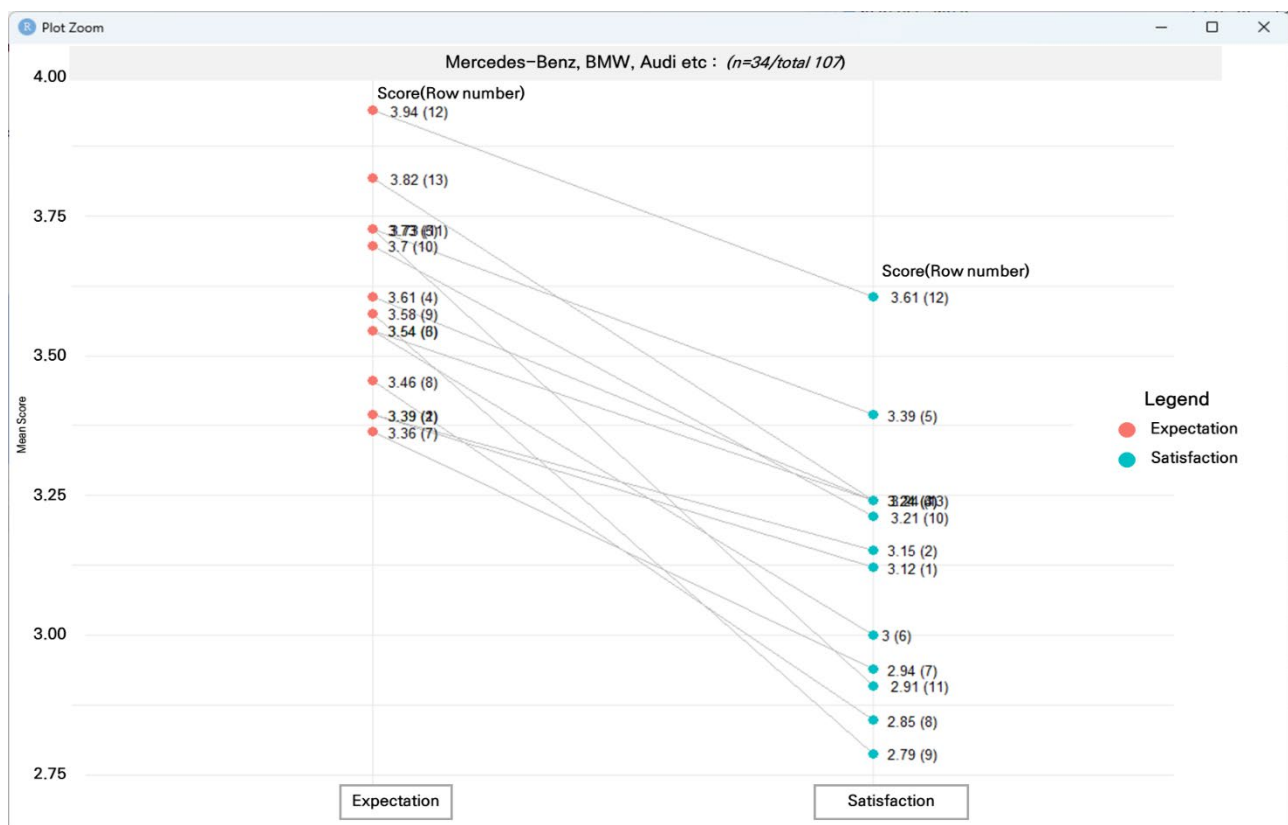 Plot Zoom
Mercedes-Benz, BMW, Audi etc : (n=34/total 107)
4.00
Score(Row number)
3.94 (12)
3.82 (13)
3.75
3.7 (10)
Score(Row number)
3.61 (4)
3.61 (12)
3.58 (9)
3.54
3.50
3.46 (8)
3.39
3.39 (5)
3.36 (7)
Mean Score
Legend
Expectation
Satisfaction
3.25
3.21 (10)
3.15 (2)
3.12 (1)
3.00
3 (6)
2.94 (7)
2.91 (11)
2.85 (8)
2.79 (9)
2.75
Expectation
Satisfaction